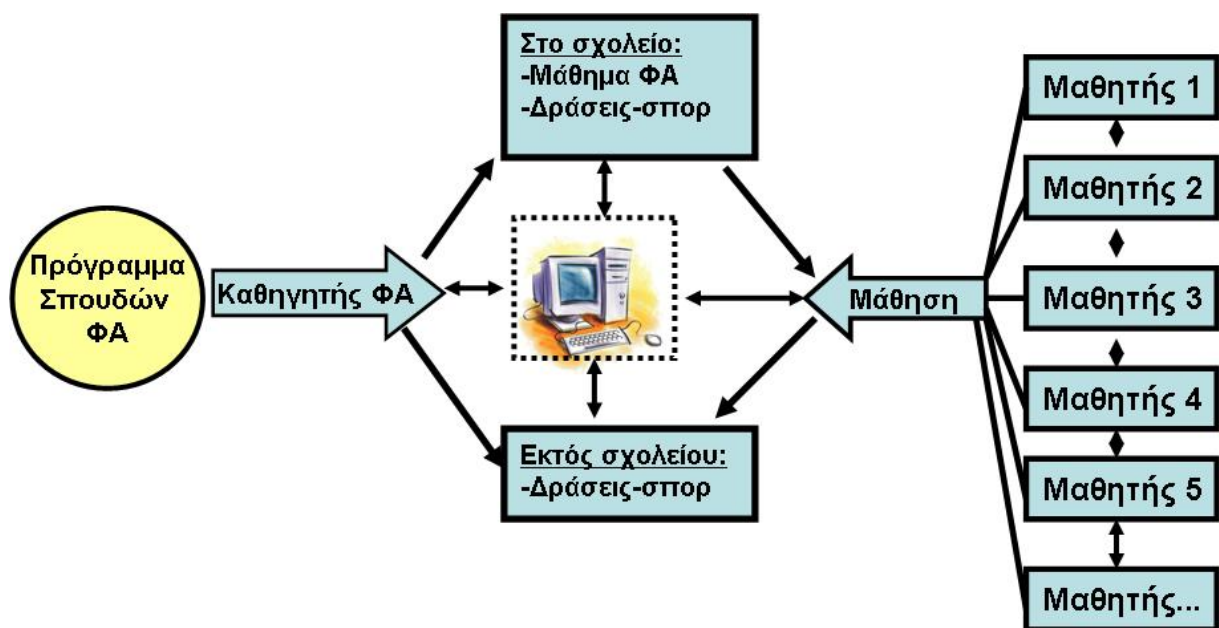 Πρόγραμμα
Σπουδών
ΦΑ
Καθηγητής ΦΑ
Στο σχολείο:
-Μάθημα ΦΑ
-Δράσεις-σπορ
Εκτός σχολείου:
-Δράσεις-σπορ
Μάθηση
Μαθητής 1
Μαθητής 2
Μαθητής 3
Μαθητής 4
Μαθητής 5
Μαθητής...